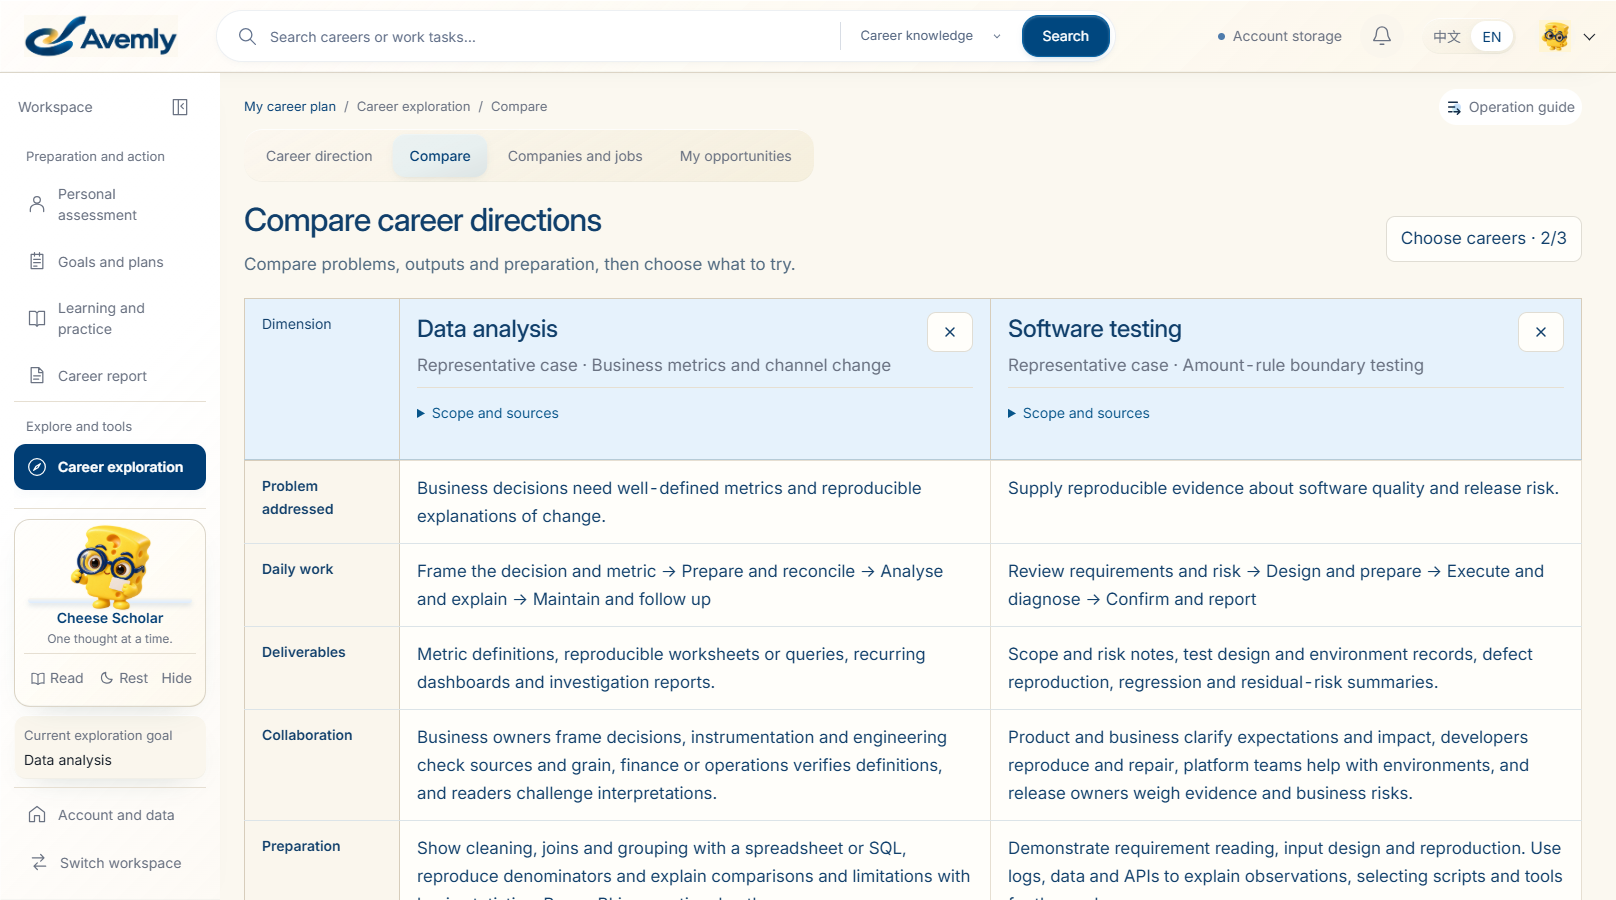 Avemly
Search careers or work tasks...
Career knowledge
Search
Account storage
中文
EN
Workspace
My career plan / Career exploration / Compare
Operation guide
Preparation and action
Career direction
Compare
Companies and jobs
My opportunities
Personal
assessment
Goals and plans
Learning and
practice
Career report
Explore and tools
Career exploration
Cheese Scholar
One thought at a time.
Read
Rest
Hide
Current exploration goal
Data analysis
Account and data
Switch workspace
Compare career directions
Compare problems, outputs and preparation, then choose what to try.
Choose careers · 2/3
Dimension
Data analysis
Representative case · Business metrics and channel change
Scope and sources
Software testing
Representative case · Amount-rule boundary testing
Scope and sources
Problem
addressed
Business decisions need well-defined metrics and reproducible
explanations of change.
Supply reproducible evidence about software quality and release risk.
Daily work
Frame the decision and metric → Prepare and reconcile → Analyse
and explain → Maintain and follow up
Review requirements and risk → Design and prepare → Execute and
diagnose → Confirm and report
Deliverables
Metric definitions, reproducible worksheets or queries, recurring
dashboards and investigation reports.
Scope and risk notes, test design and environment records, defect
reproduction, regression and residual-risk summaries.
Collaboration
Business owners frame decisions, instrumentation and engineering
check sources and grain, finance or operations verifies definitions,
and readers challenge interpretations.
Product and business clarify expectations and impact, developers
reproduce and repair, platform teams help with environments, and
release owners weigh evidence and business risks.
Preparation
Show cleaning, joins and grouping with a spreadsheet or SQL,
reproduce denominators and explain comparisons and limitations with
Demonstrate requirement reading, input design and reproduction. Use
logs, data and APIs to explain observations, selecting scripts and tools